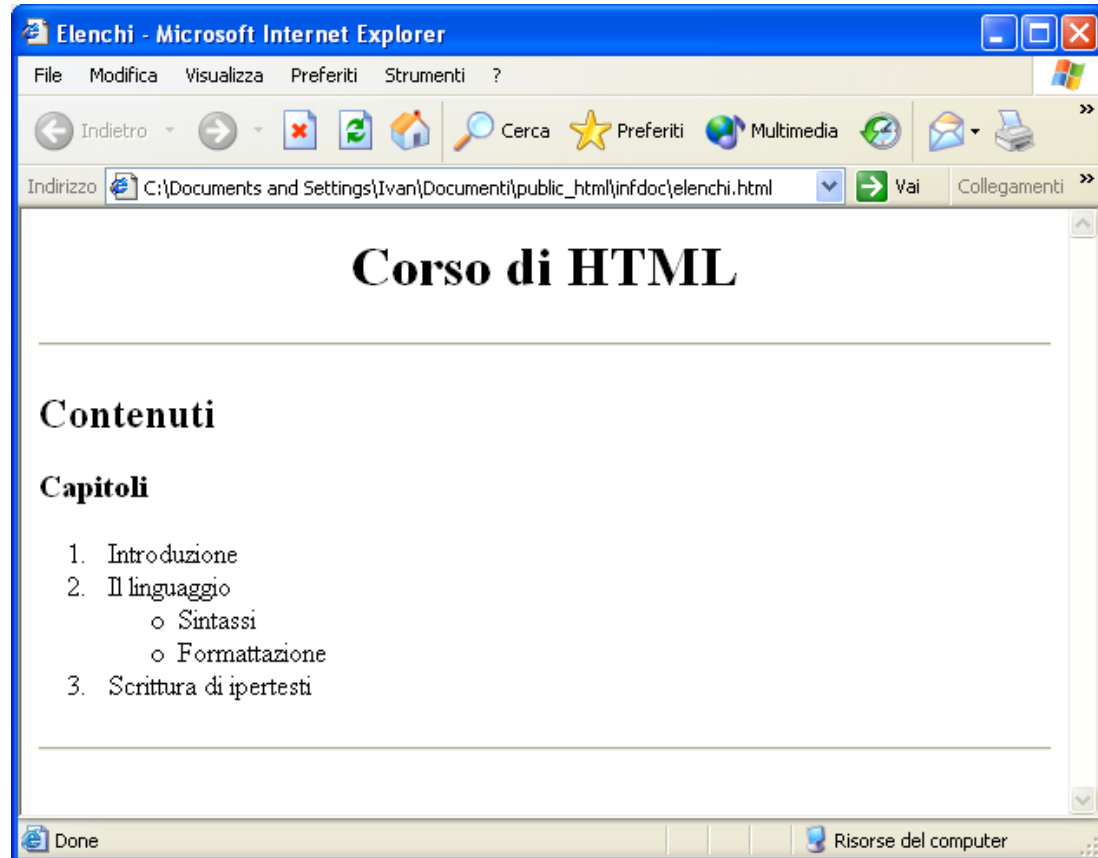 Elenchi - Microsoft Internet Explorer
File Modifica Visualizza Preferiti Strumenti ?
Indietro Cerca Preferiti Multimedia »
Indirizzo C:\Documents and Settings\Ivan\Documenti\public_html\infdoc\elenchi.html Vai Collegamenti »
Corso di HTML
Contenuti
Capitoli
1. Introduzione
2. Il linguaggio
o Sintassi
o Formattazione
3. Scrittura di ipertesti
Done Risorse del computer